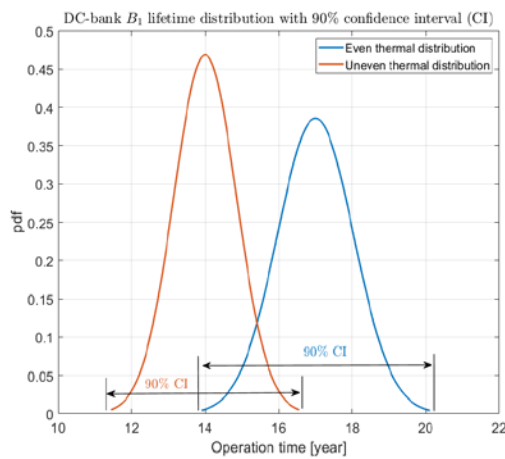 DC-bank B₁ lifetime distribution with 90% confidence interval (CI)
Even thermal distribution
Uneven thermal distribution
0.5
0.45
0.4
0.35
0.3
0.25
0.2
0.15
0.1
0.05
0
pdf
90% CI
90% CI
10 12 14 16 18 20 22
Operation time [year]